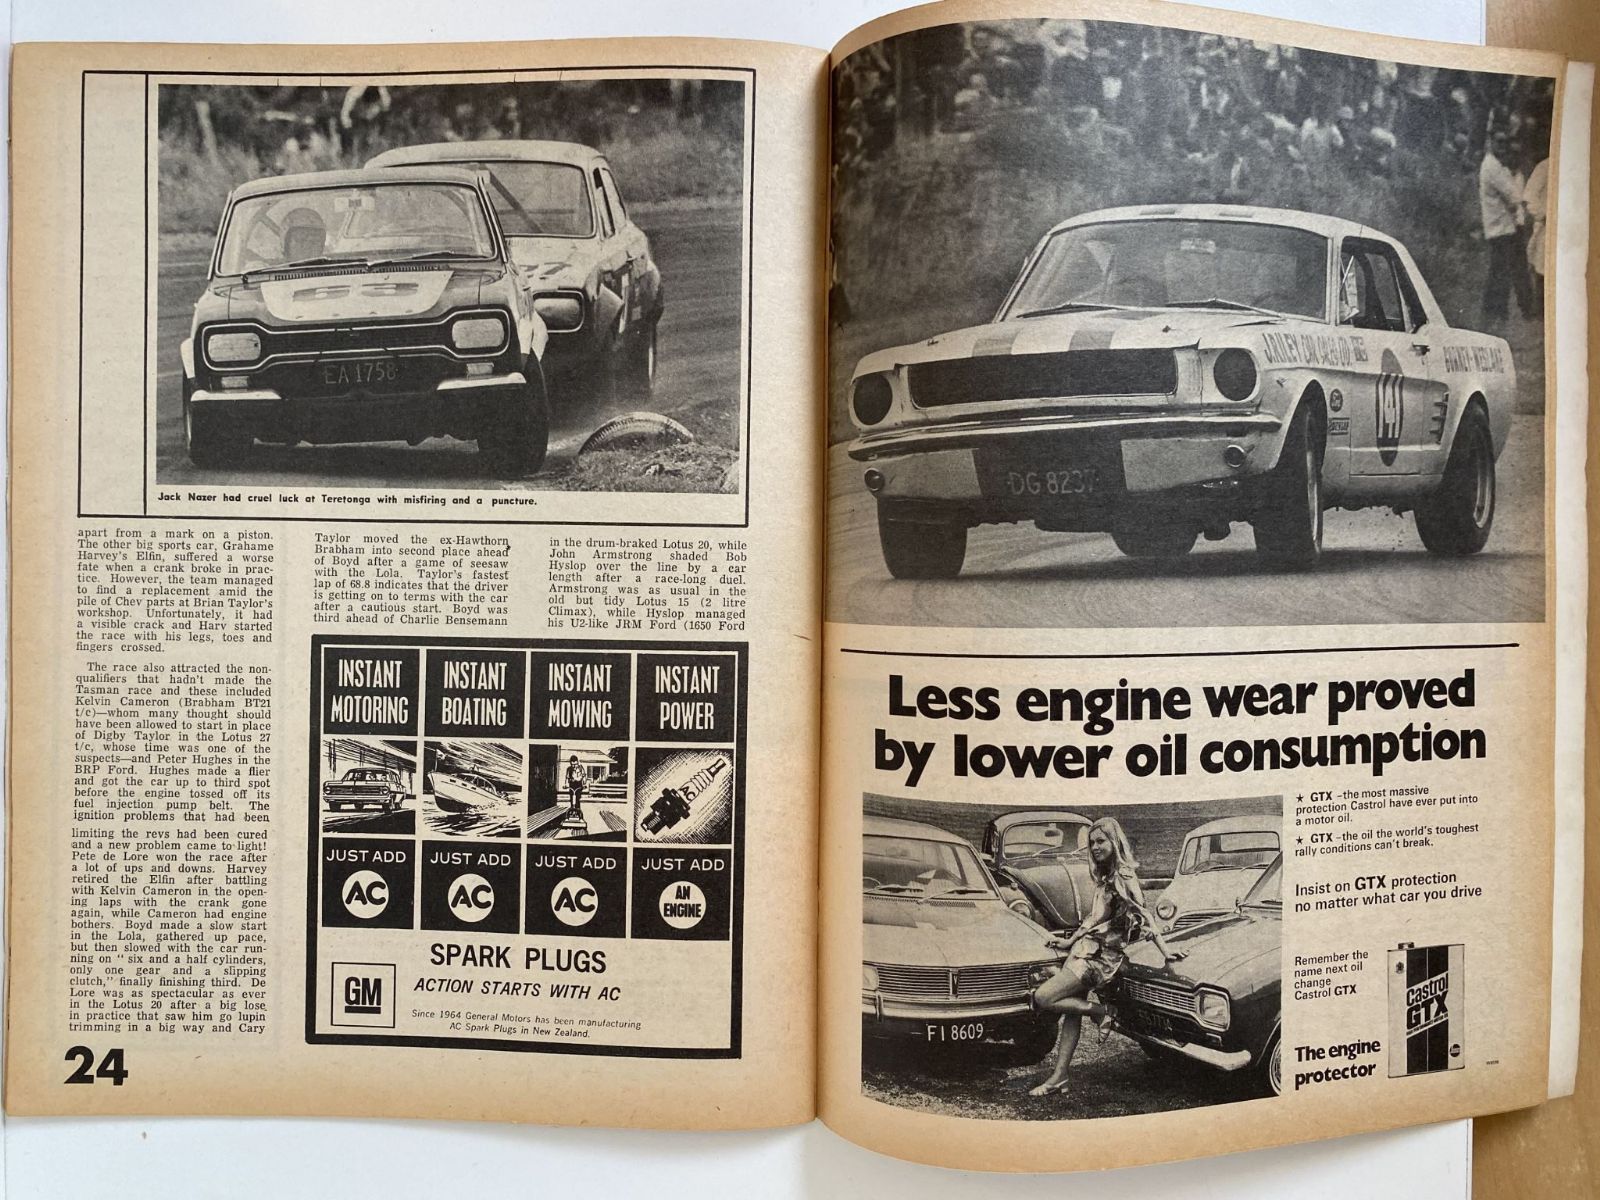 63
EA 1758
Jack Nazer had cruel luck at Teretonga with misfiring and a puncture.
apart from a mark on a piston.
The other big sports car, Grahame
Harvey's Elfin, suffered a worse
fate when a crank broke in prac-
tice. However, the team managed
to find a replacement amid the
pile of Chev parts at Brian Taylor's
workshop. Unfortunately, it had
a visible crack and Harv started
the race with his legs, toes and
fingers crossed.
The race also attracted the non-
qualifiers that hadn't made the
Tasman race and these included
Kelvin Cameron (Brabham BT21
t/c)—whom many thought should
have been allowed to start in place
of Digby Taylor in the Lotus 27
t/c, whose time was one of the
suspects—and Peter Hughes in the
BRP Ford. Hughes made a flier
and got the car up to third spot
before the engine tossed off its
fuel injection pump belt. The
ignition problems that had been
limiting the revs had been cured
and a new problem came to light!
Pete de Lore won the race after
a lot of ups and downs. Harvey
retired the Elfin after battling
with Kelvin Cameron in the open-
ing laps with the crank gone
again, while Cameron had engine
bothers. Boyd made a slow start
in the Lola, gathered up pace,
but then slowed with the car run-
ning on " six and a half cylinders,
only one gear and a slipping
clutch," finally finishing third. De
Lore was as spectacular as ever
in the Lotus 20 after a big lose
in practice that saw him go lupin
trimming in a big way and Cary
Taylor moved the ex-Hawthorn
Brabham into second place ahead
of Boyd after a game of seesaw
with the Lola. Taylor's fastest
lap of 68.8 indicates that the driver
is getting on to terms with the car
after a cautious start. Boyd was
third ahead of Charlie Bensemann
in the drum-braked Lotus 20, while
John Armstrong shaded Bob
Hyslop over the line by a car
length after a race-long duel.
Armstrong was as usual in the
old but tidy Lotus 15 (2 litre
Climax), while Hyslop managed
his U2-like JRM Ford (1650 Ford
INSTANT
MOTORING
INSTANT
BOATING
INSTANT
MOWING
INSTANT
POWER
AC
JUST ADD
AC
JUST ADD
AC
JUST ADD
AC
JUST ADD
AN
ENGINE
SPARK PLUGS
ACTION STARTS WITH AC
GM
Since 1964 General Motors has been manufacturing
AC Spark Plugs in New Zealand.
24
CAR SALES
141
DG 8237
Less engine wear proved
by lower oil consumption
★ GTX –the most massive
protection Castrol have ever put into
a motor oil.
★ GTX –the oil the world's toughest
rally conditions can't break.
Insist on GTX protection
no matter what car you drive
Remember the
name next oil
change
Castrol GTX
Castrol
GTX
The engine
protector
FI 8609